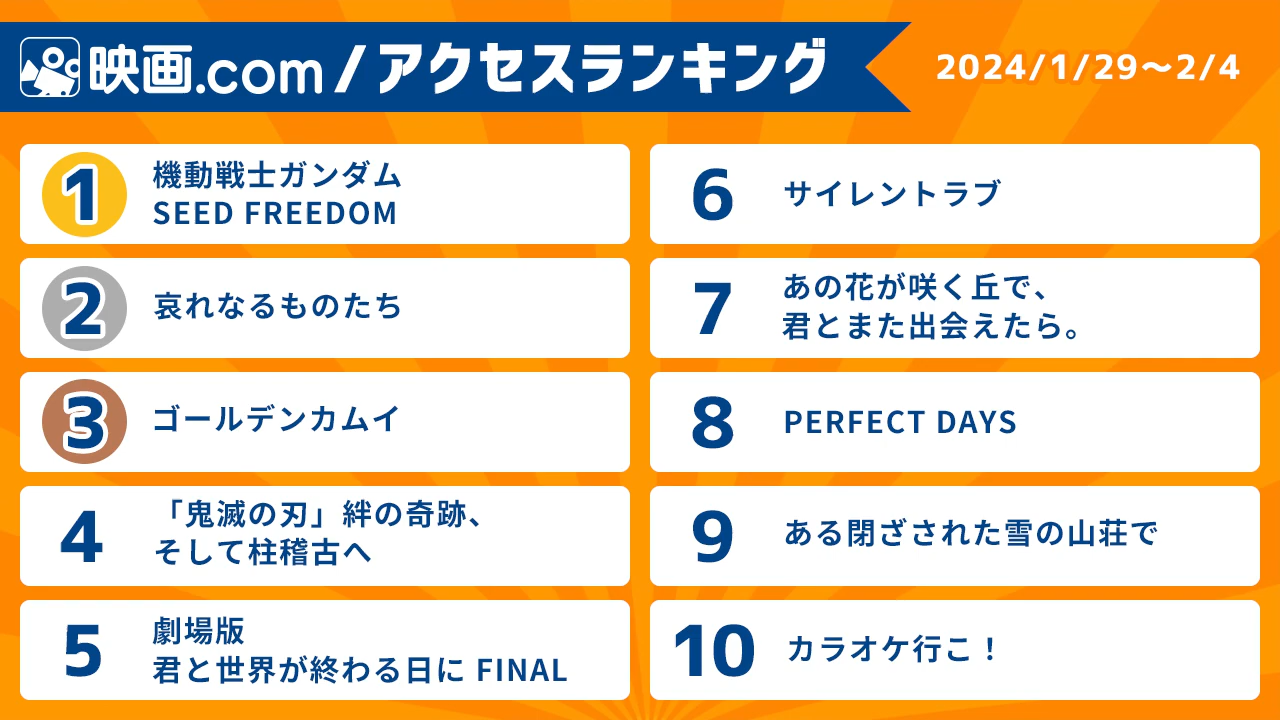 映画.com/アクセスランキング
2024/1/29〜2/4
1
機動戦士ガンダム
SEED FREEDOM
2
哀れなるものたち
3
ゴールデンカムイ
4
「鬼滅の刃」絆の奇跡、
そして柱稽古へ
5
劇場版
君と世界が終わる日に FINAL
6
サイレントラブ
7
あの花が咲く丘で、
君とまた出会えたら。
8
PERFECT DAYS
9
ある閉ざされた雪の山荘で
10
カラオケ行こ！